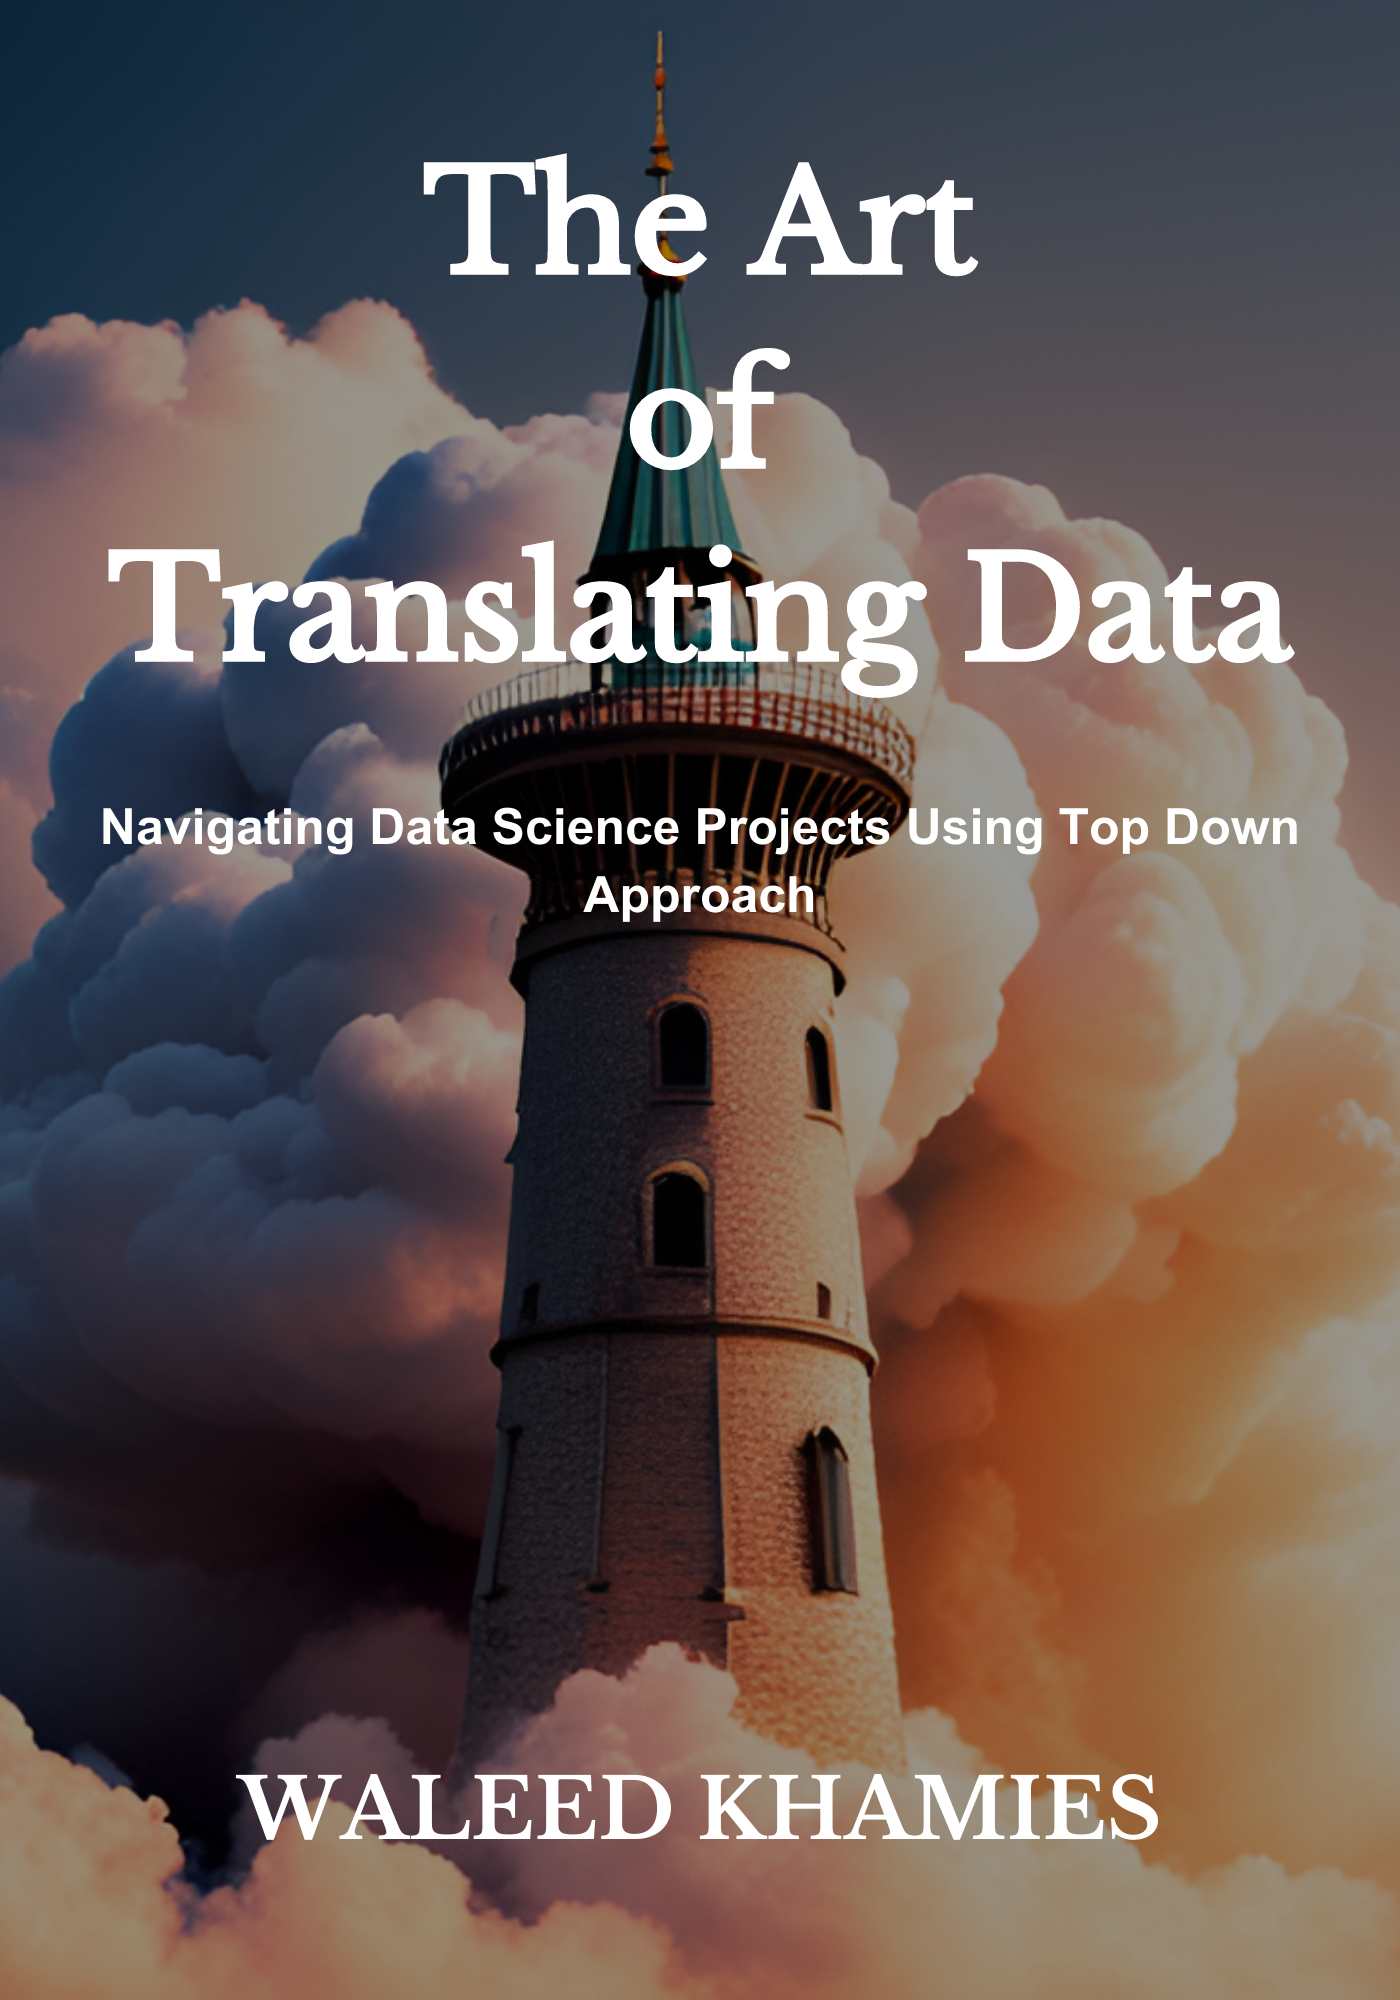 The Art
of
Translating Data
Navigating Data Science Projects Using Top Down
Approach
WALEED KHAMIES